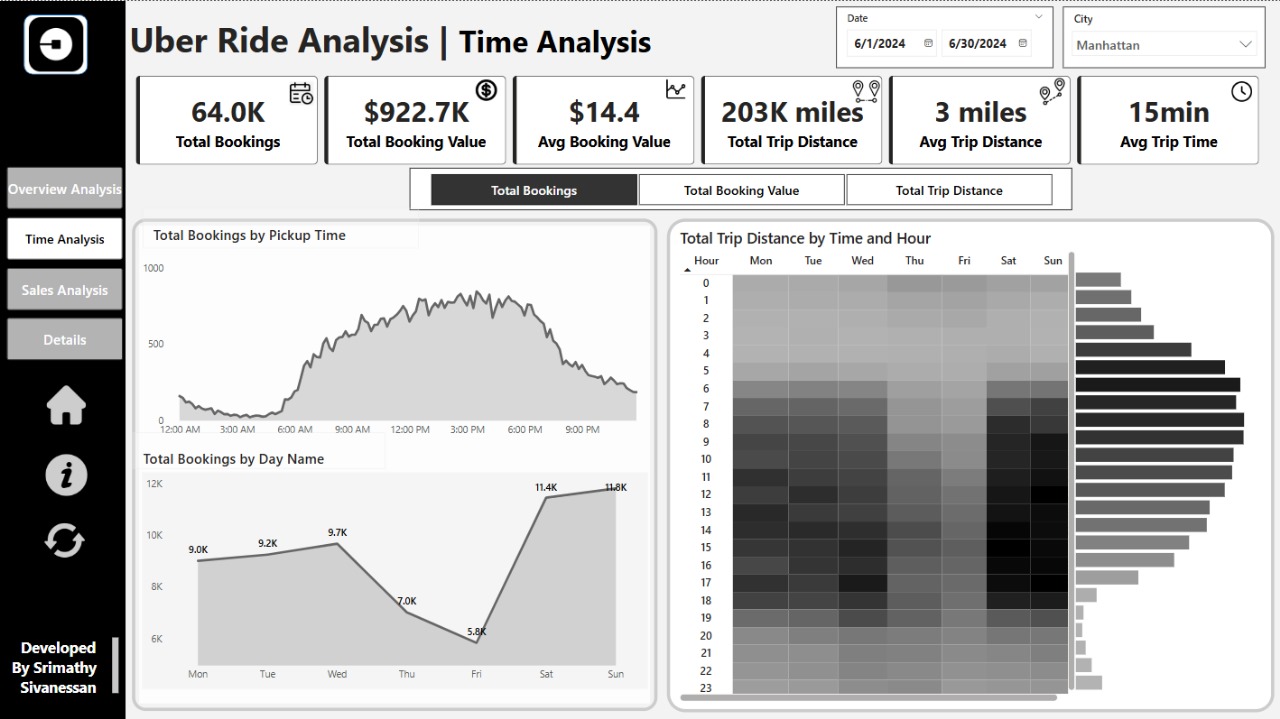 Uber Ride Analysis | Time Analysis
Date
6/1/2024 6/30/2024
City
Manhattan
64.0K
Total Bookings
$922.7K
Total Booking Value
$14.4
Avg Booking Value
203K miles
Total Trip Distance
3 miles
Avg Trip Distance
15min
Avg Trip Time
Overview Analysis
Time Analysis
Sales Analysis
Details
Developed
By Srimathy
Sivanessan
Total Bookings
Total Booking Value
Total Trip Distance
Total Bookings by Pickup Time
1000
500
0
12:00 AM 3:00 AM 6:00 AM 9:00 AM 12:00 PM 3:00 PM 6:00 PM 9:00 PM
Total Bookings by Day Name
12K
10K
8K
6K
9.0K 9.2K 9.7K 7.0K 5.8K 11.4K 11.8K
Mon Tue Wed Thu Fri Sat Sun
Total Trip Distance by Time and Hour
Hour Mon Tue Wed Thu Fri Sat Sun
0
1
2
3
4
5
6
7
8
9
10
11
12
13
14
15
16
17
18
19
20
21
22
23